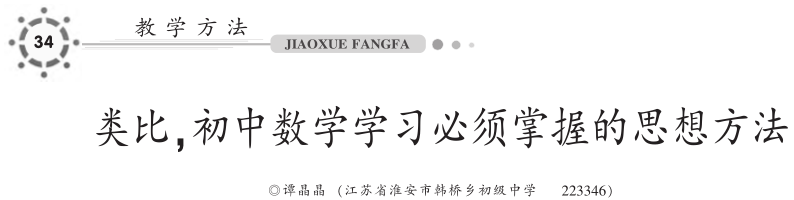 34
教学方法
JIAOXUE FANGFA
类比,初中数学学习必须掌握的思想方法
◎谭晶晶 (江苏省淮安市韩桥乡初级中学 223346)